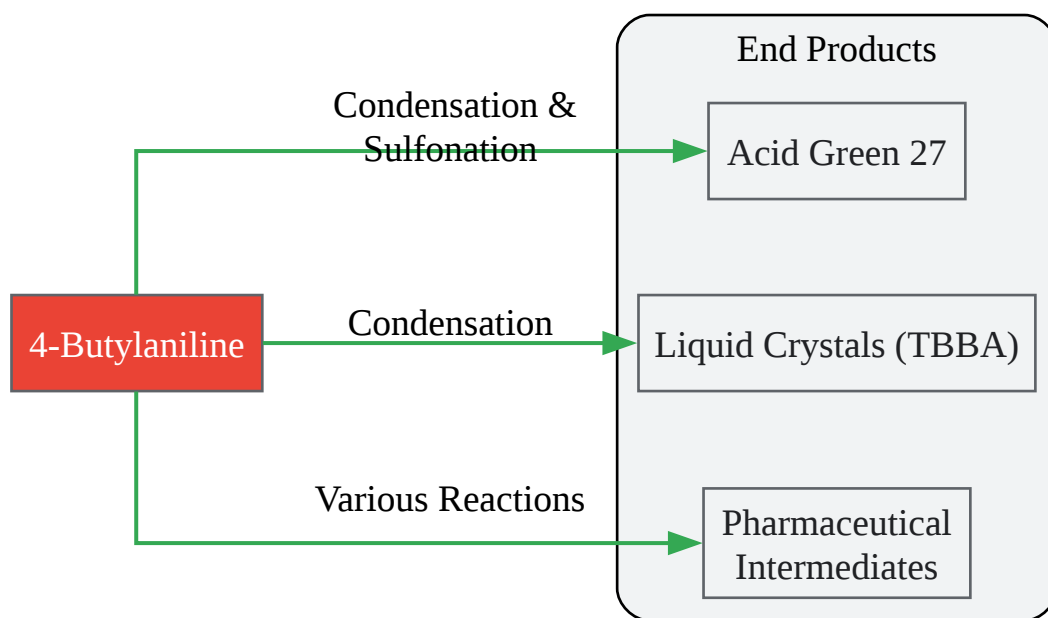 End Products
Condensation &
Sulfonation
Acid Green 27
4-Butylaniline
Condensation
Liquid Crystals (TBBA)
Various Reactions
Pharmaceutical
Intermediates